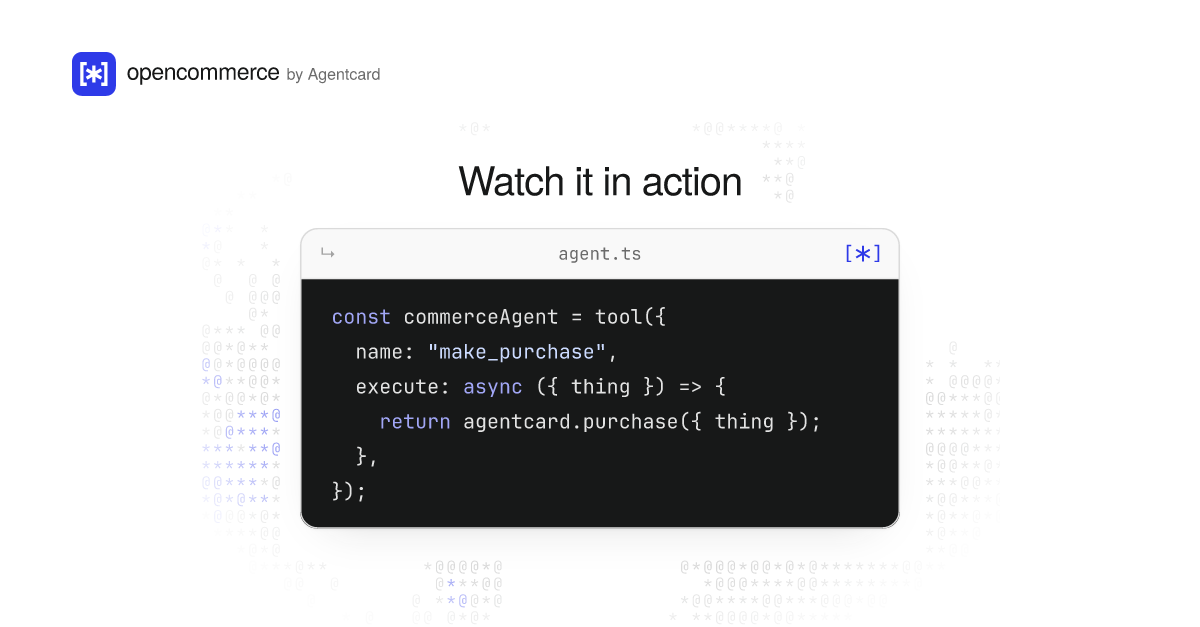 [*] opencommerce by Agentcard
Watch it in action
agent.ts [*]
const commerceAgent = tool({
  name: "make_purchase",
  execute: async ({ thing }) => {
    return agentcard.purchase({ thing });
  },
});